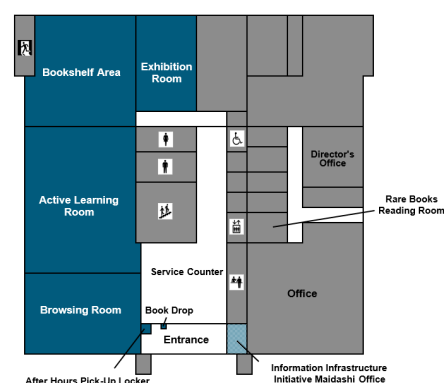 Bookshelf Area
Exhibition
Room
Director's
Office
Active Learning
Room
Rare Books
Reading Room
Service Counter
Office
Browsing Room
Book Drop
Entrance
After Hours Pick-Up Locker
Information Infrastructure
Initiative Maidashi Office